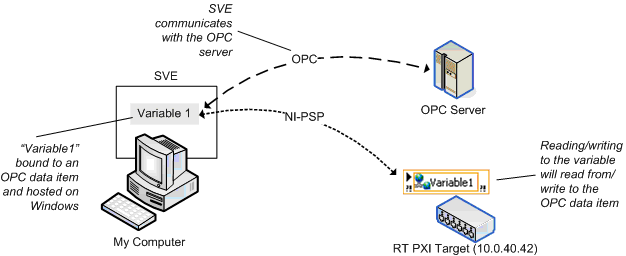 SVE
communicates
with the OPC
server
OPC
OPC Server
SVE
Variable 1
NI-PSP
"Variable1"
bound to an
OPC data item
and hosted on
Windows
My Computer
Variable1
Reading/writing
to the variable
will read from/
write to the
OPC data item
RT PXI Target (10.0.40.42)